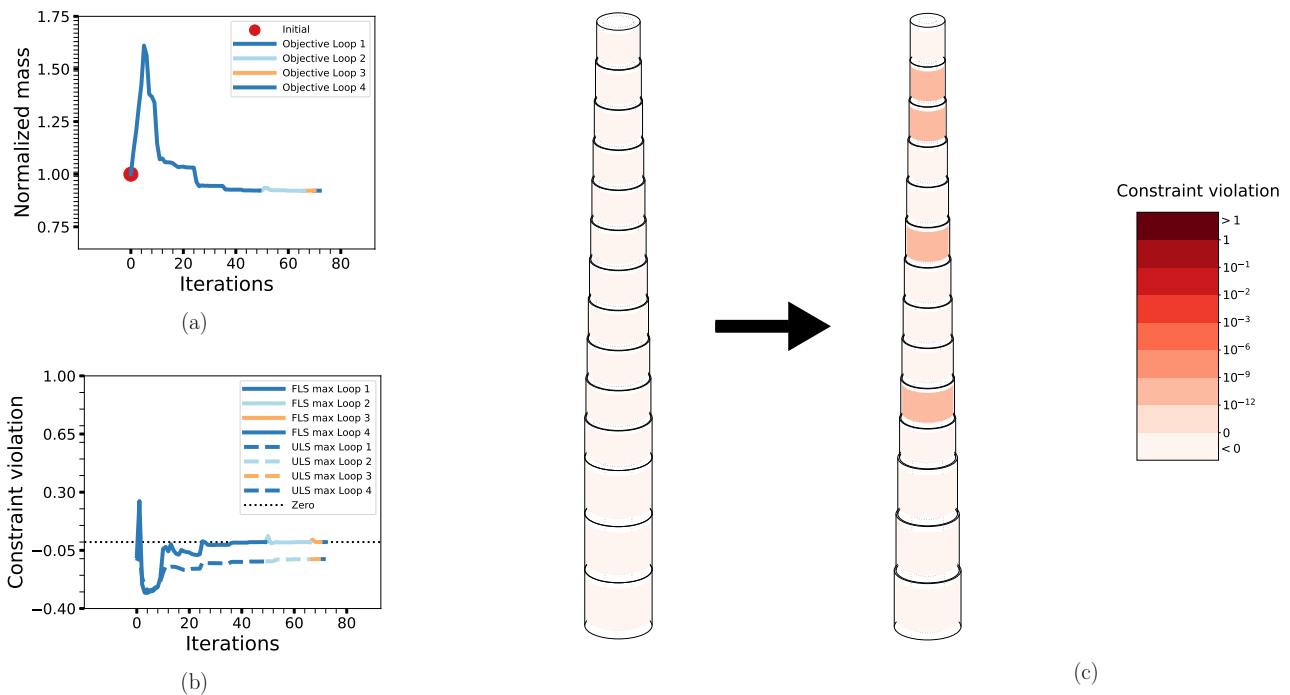 1.75
1.50
1.25
1.00
0.75
Normalized mass
Initial
Objective Loop 1
Objective Loop 2
Objective Loop 3
Objective Loop 4
0
20
40
60
80
Iterations
(a)
1.00
0.65
0.30
−0.05
−0.40
Constraint violation
FLS max Loop 1
FLS max Loop 2
FLS max Loop 3
FLS max Loop 4
ULS max Loop 1
ULS max Loop 2
ULS max Loop 3
ULS max Loop 4
Zero
0
20
40
60
80
Iterations
(b)
Constraint violation
> 1
1
10⁻¹
10⁻²
10⁻³
10⁻⁶
10⁻⁹
10⁻¹²
0
< 0
(c)